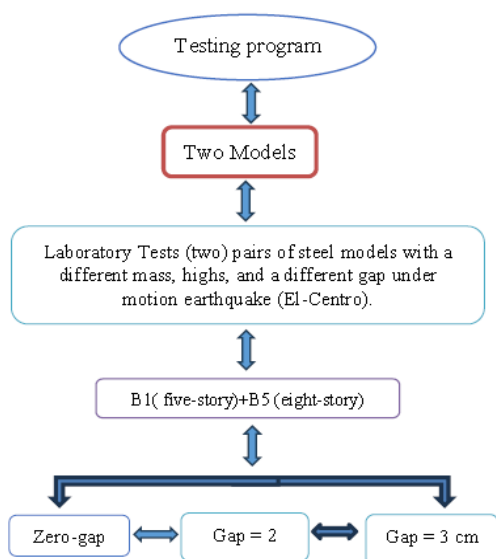 Testing program
Two Models
Laboratory Tests (two) pairs of steel models with a
different mass, highs, and a different gap under
motion earthquake (El-Centro).
B1( five-story)+B5 (eight-story)
Zero-gap
Gap = 2
Gap = 3 cm